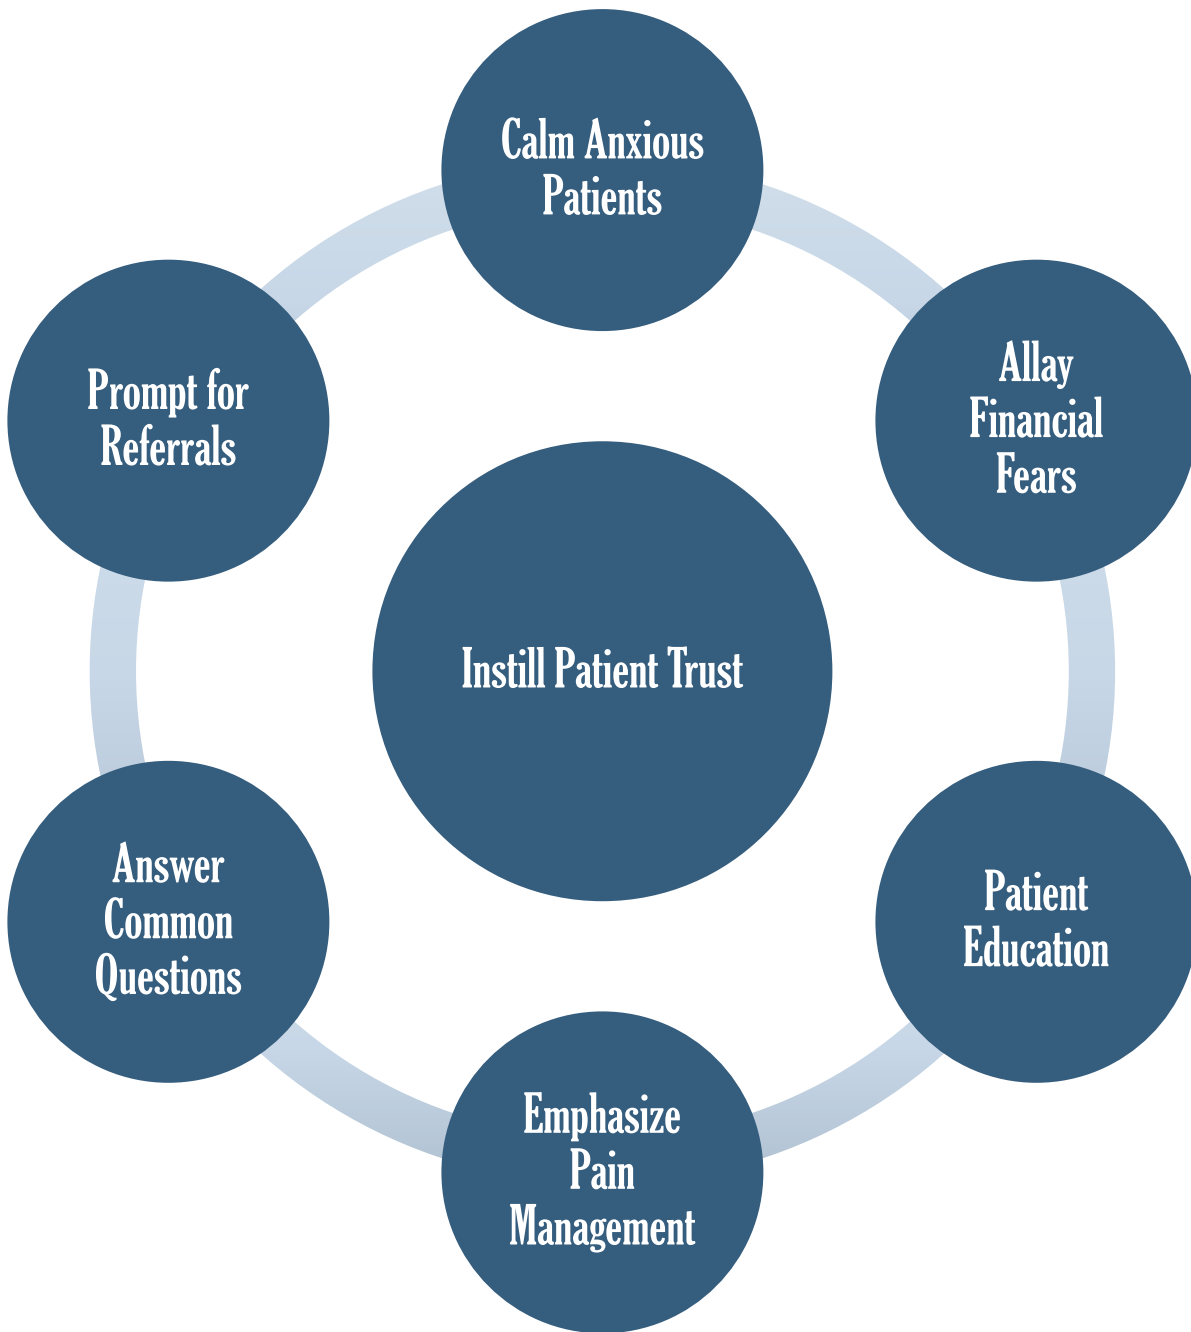 Calm Anxious
Patients
Allay
Financial
Fears
Patient
Education
Emphasize
Pain
Management
Answer
Common
Questions
Prompt for
Referrals
Instill Patient Trust